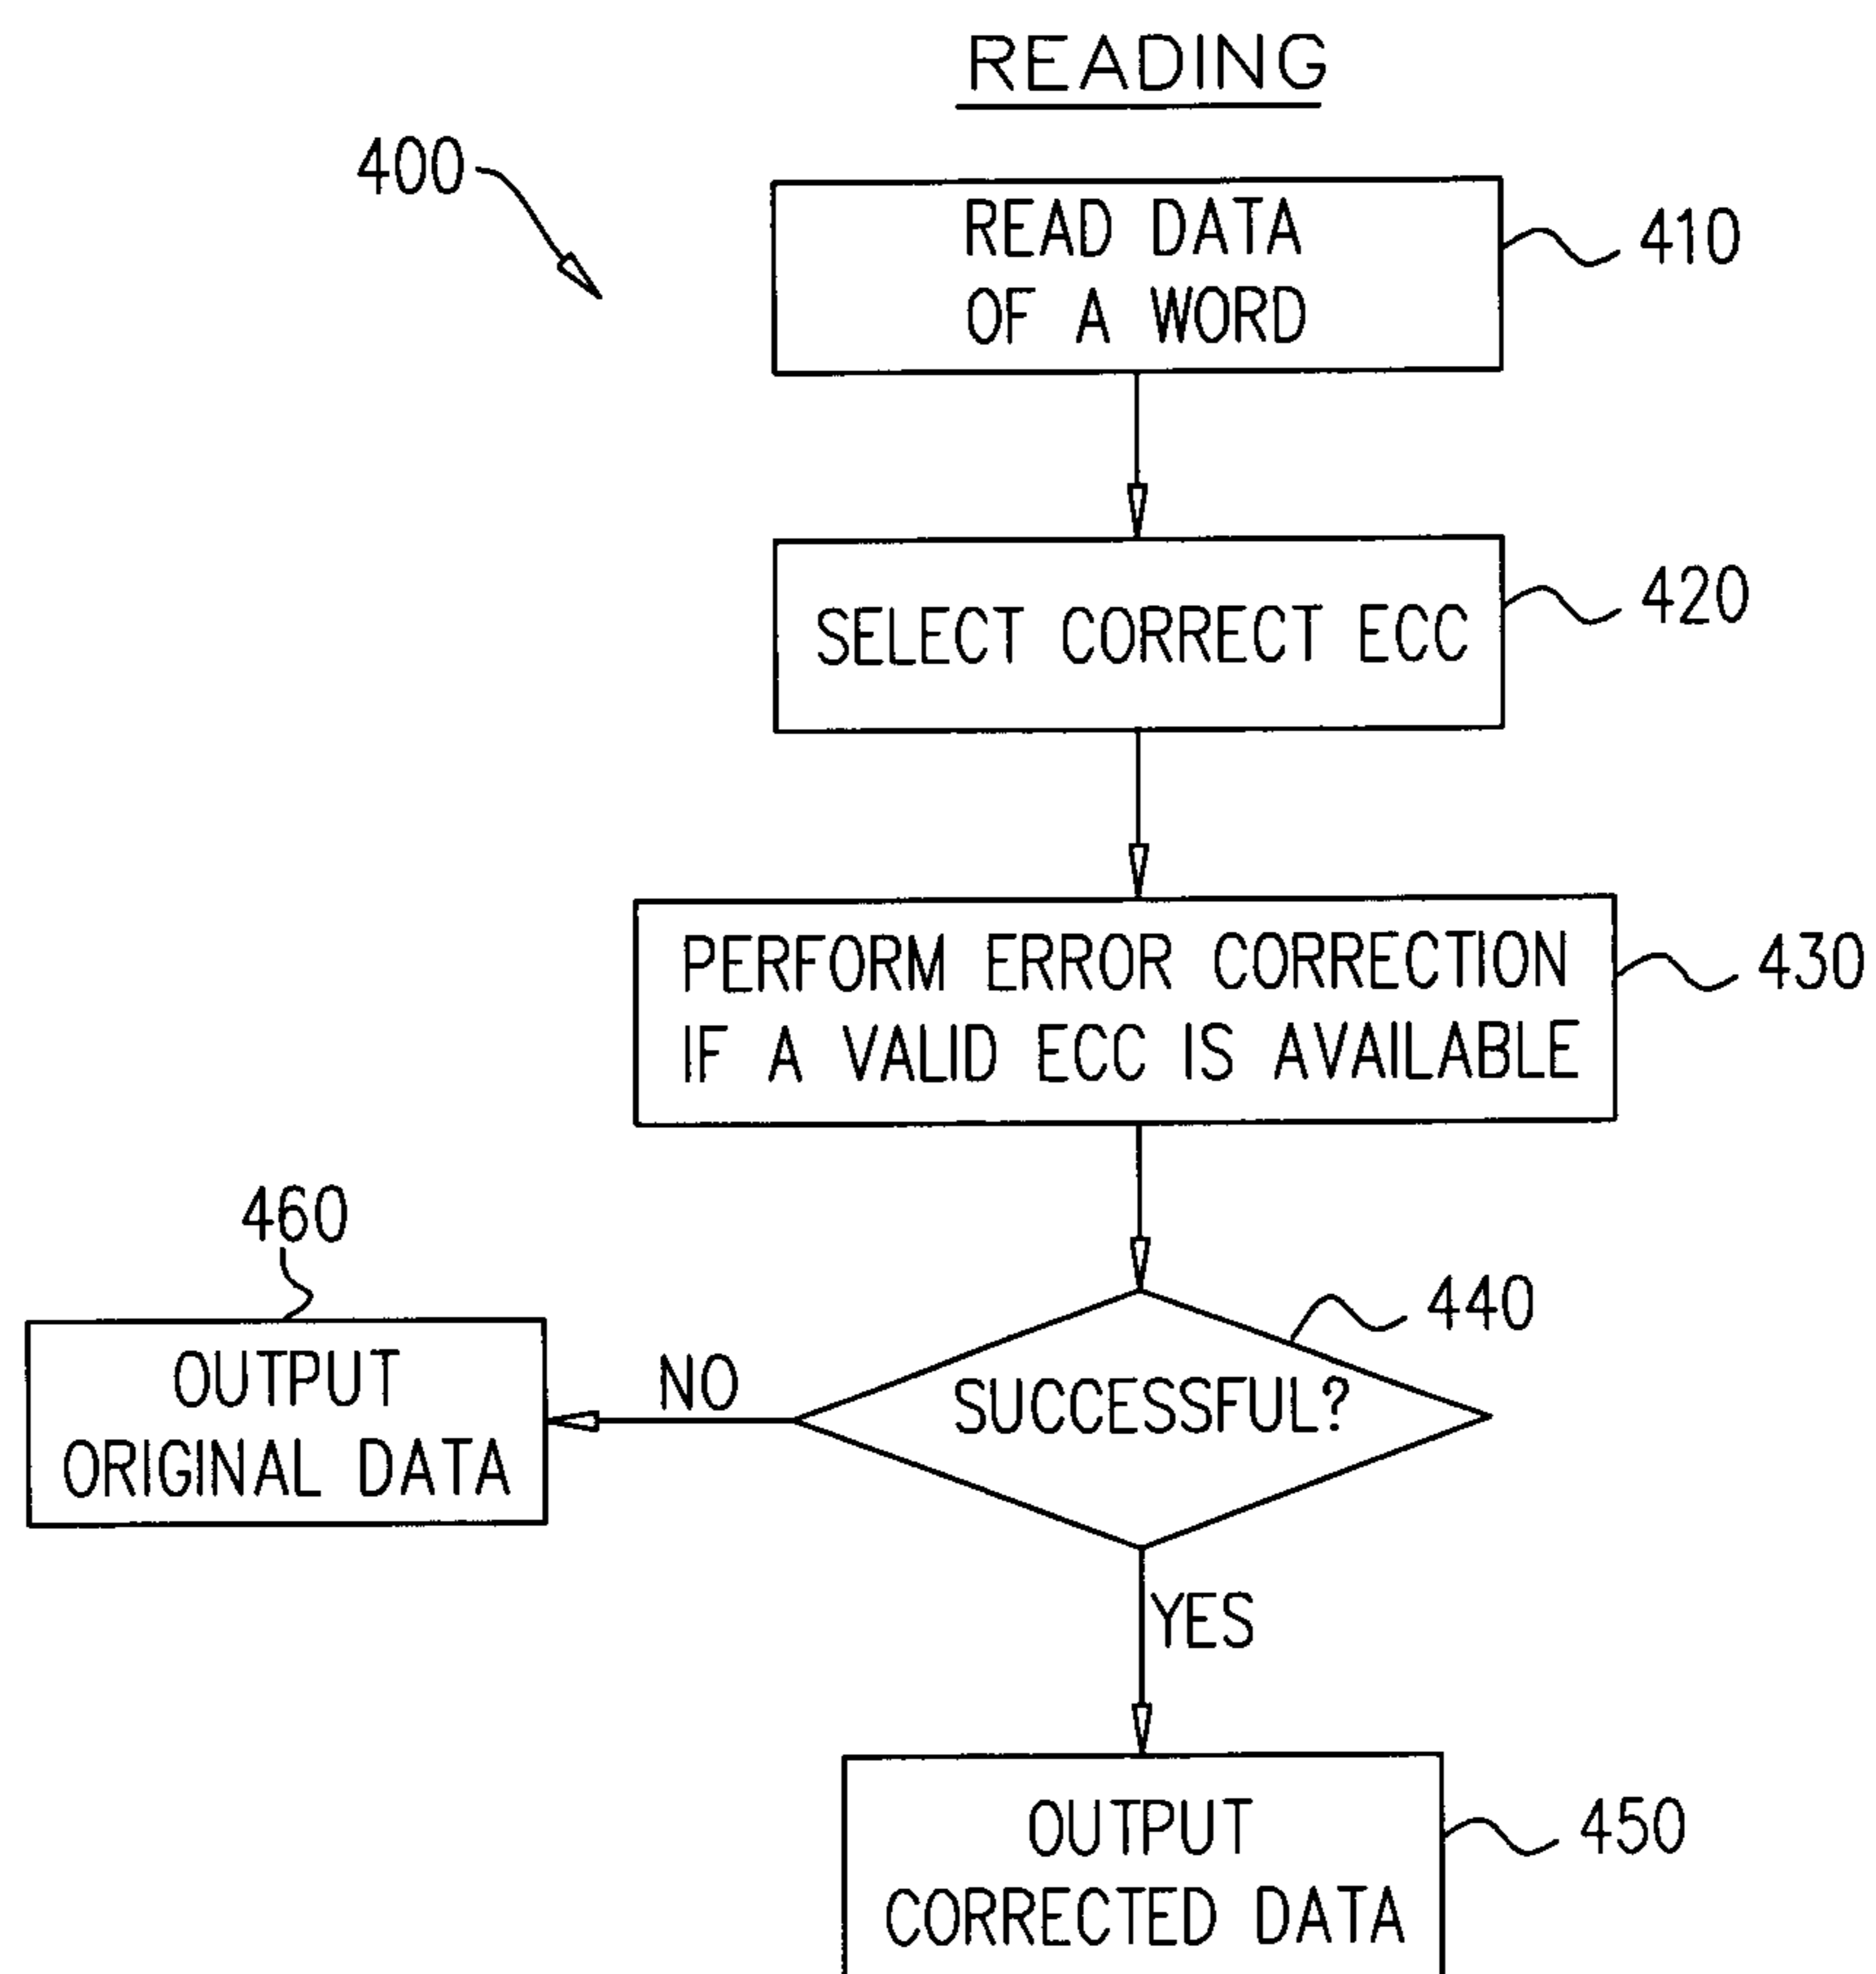 READING
400
READ DATA
OF A WORD
410
SELECT CORRECT ECC
420
PERFORM ERROR CORRECTION
IF A VALID ECC IS AVAILABLE
430
460
OUTPUT
ORIGINAL DATA
NO
SUCCESSFUL?
440
YES
OUTPUT
CORRECTED DATA
450